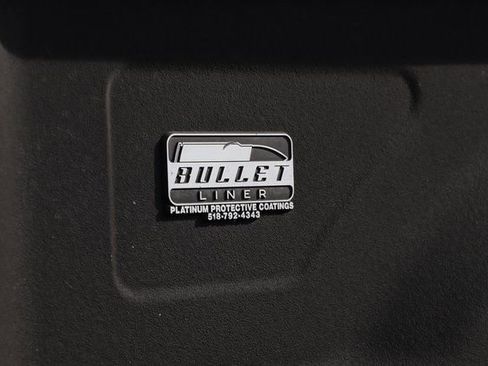 BULLET
LINER
PLATINUM PROTECTIVE COATINGS
518-792-4343